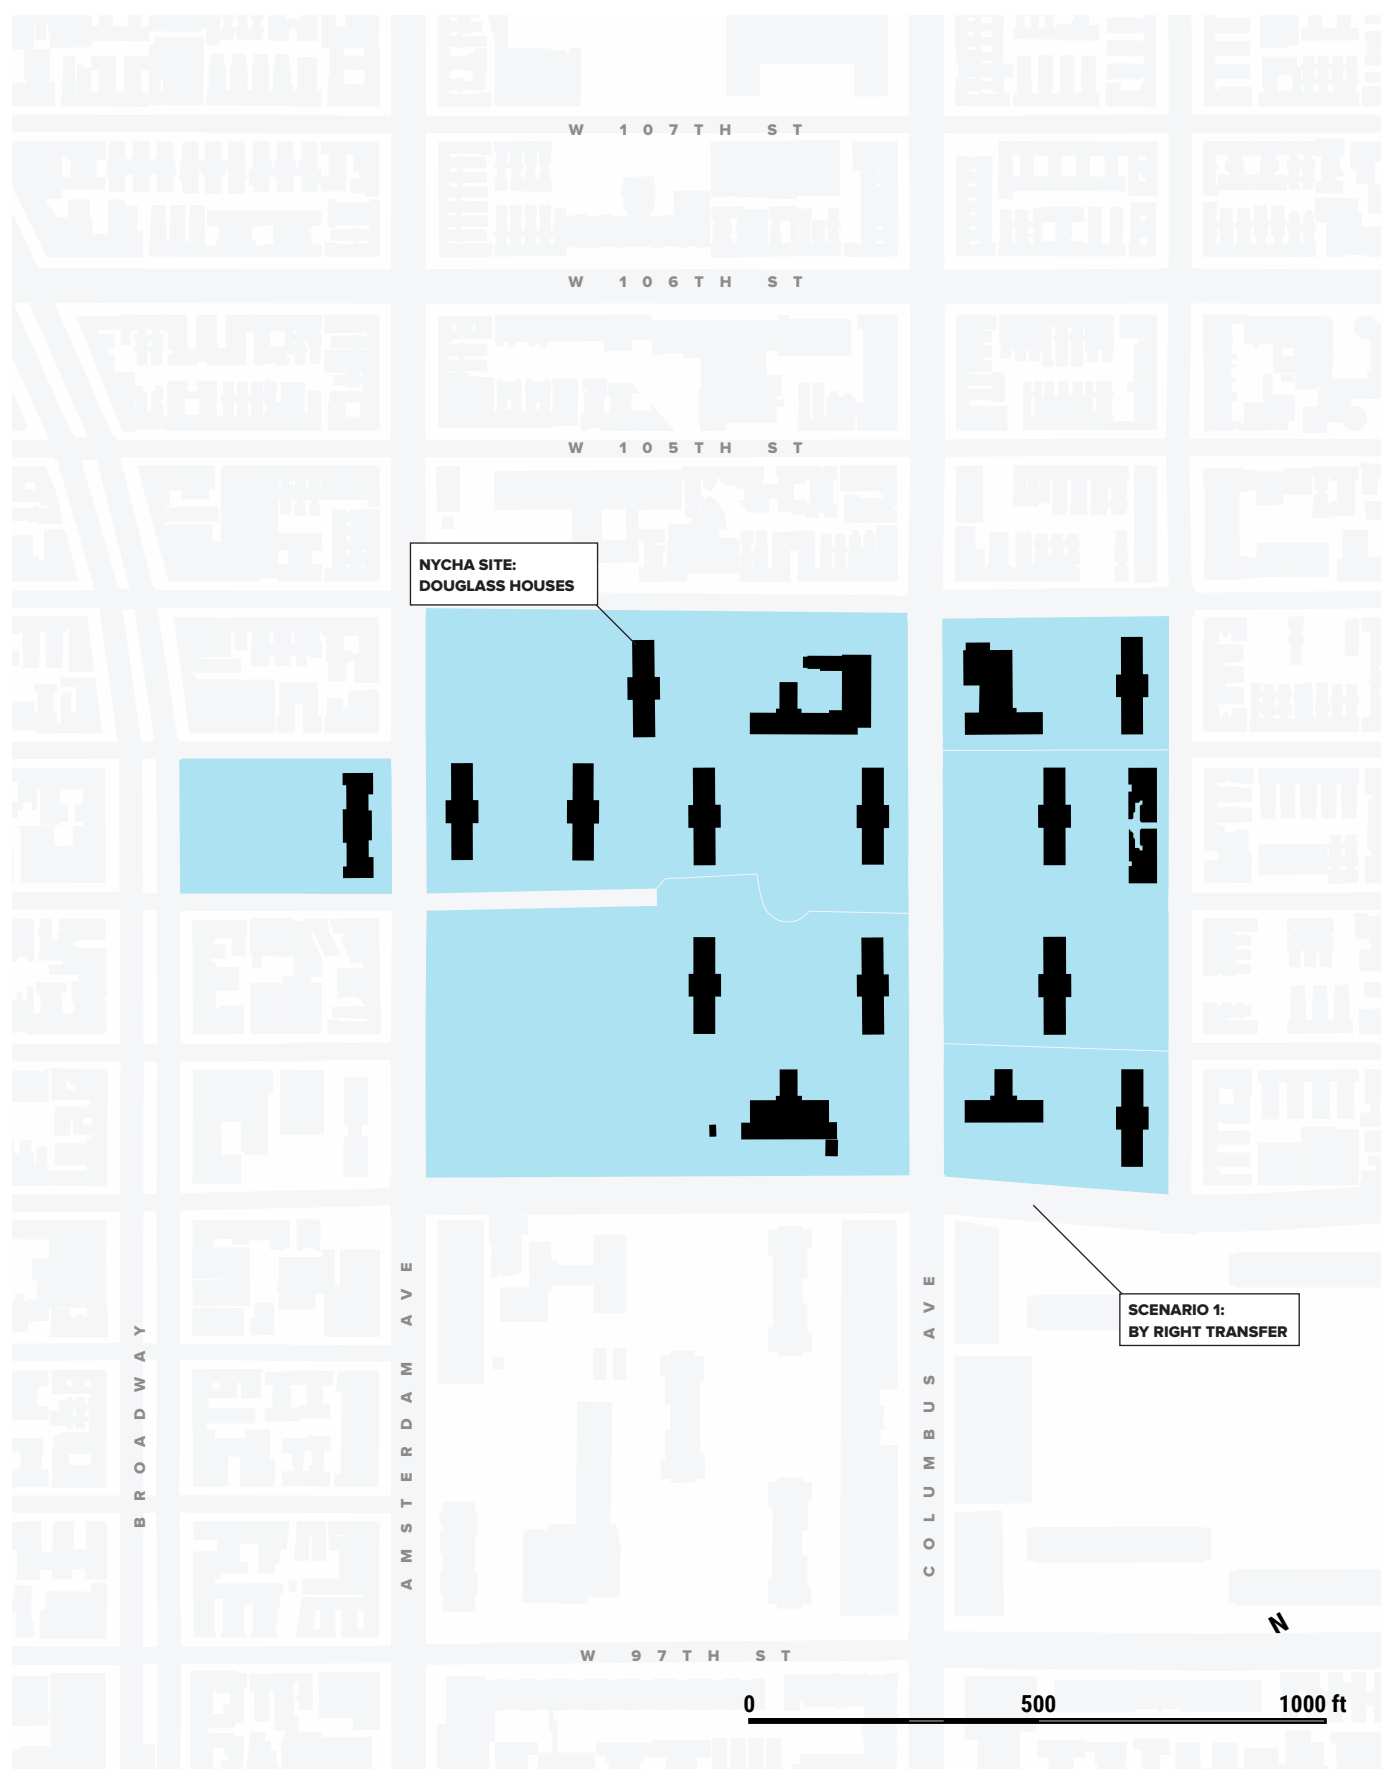 W 107TH ST
W 106TH ST
W 105TH ST
NYCHA SITE:
DOUGLASS HOUSES
SCENARIO 1:
BY RIGHT TRANSFER
BROADWAY
AMSTERDAM AVE
COLUMBUS AVE
N
W 97TH ST
0 500 1000 ft